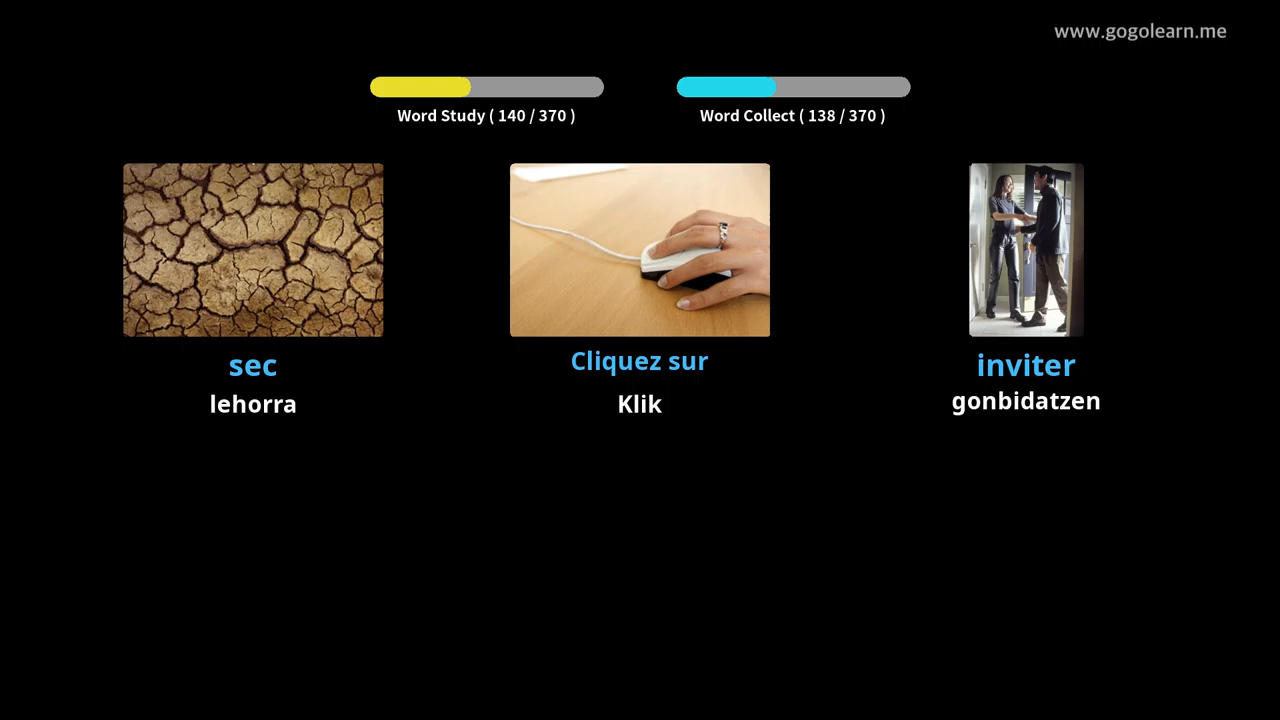 www.gogolearn.me
Word Study ( 140 / 370 )
Word Collect ( 138 / 370 )
sec
lehorra
Cliquez sur
Klik
inviter
gonbidatzen